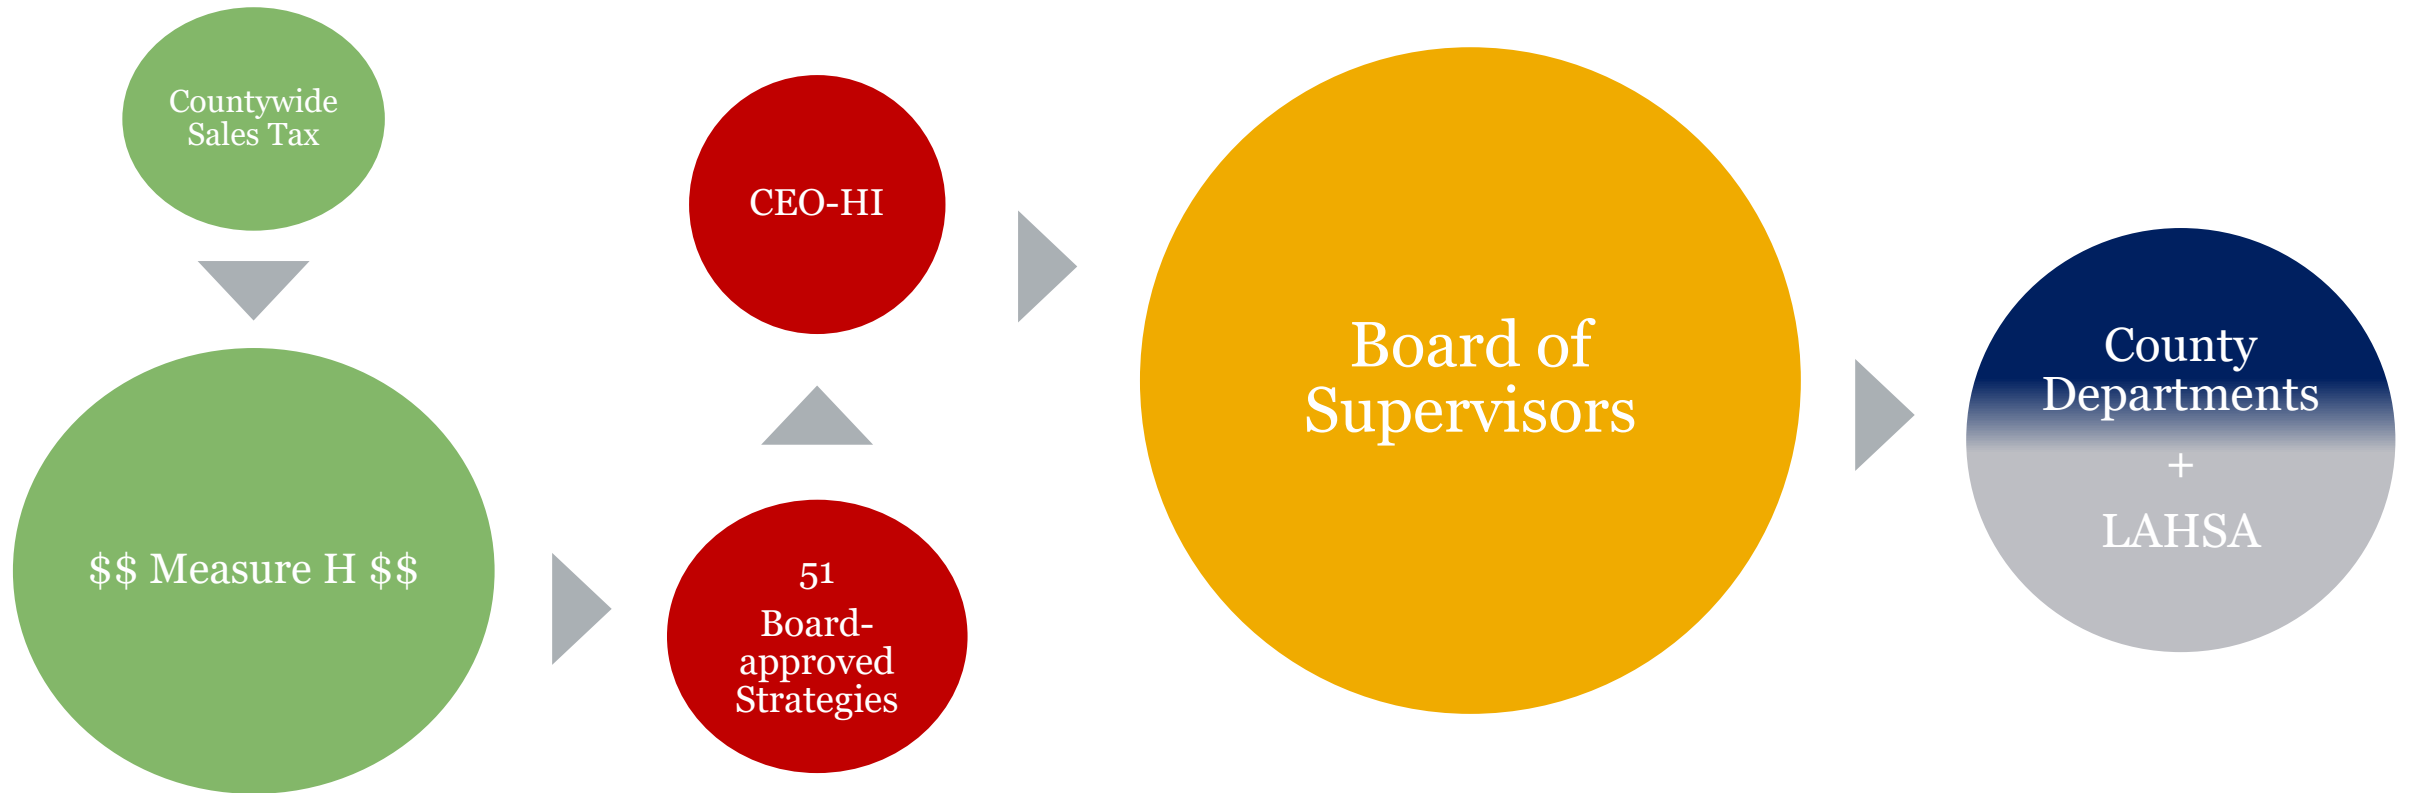 Countywide
Sales Tax
$$ Measure H $$
51
Board-
approved
Strategies
CEO-HI
Board of
Supervisors
County
Departments
+
LAHSA